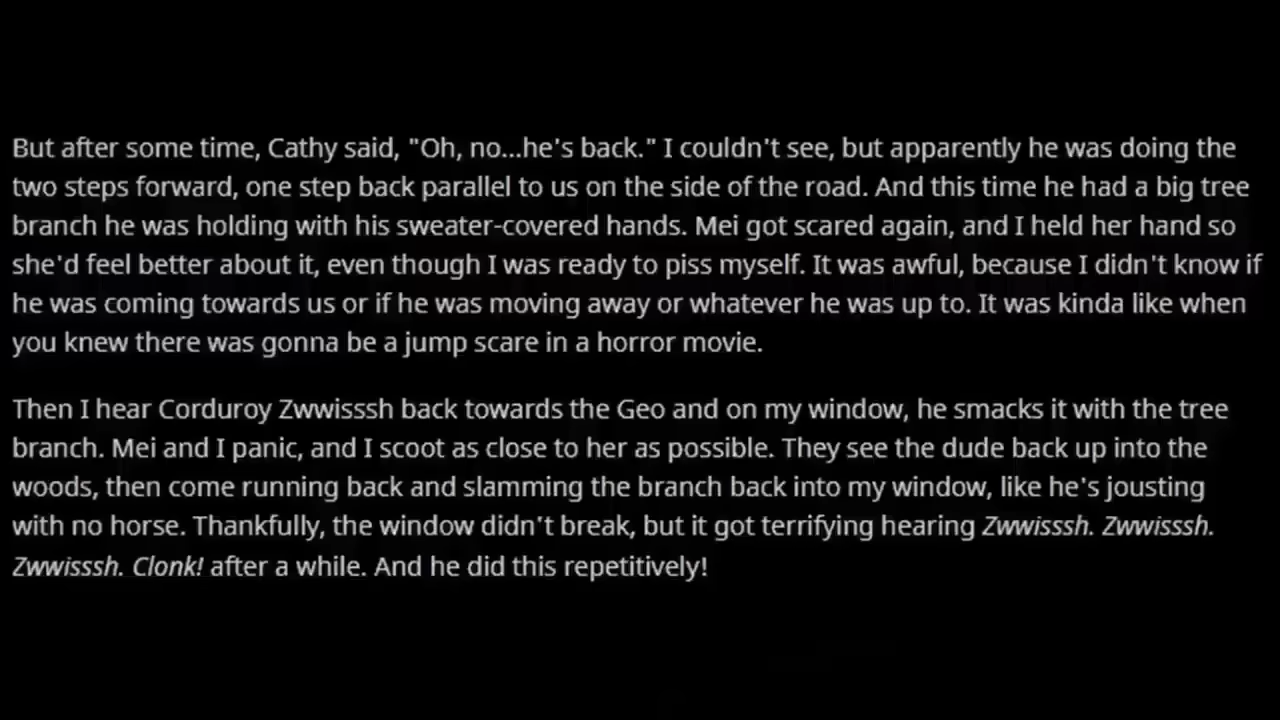 But after some time, Cathy said, "Oh, no...he's back." I couldn't see, but apparently he was doing the
two steps forward, one step back parallel to us on the side of the road. And this time he had a big tree
branch he was holding with his sweater-covered hands. Mei got scared again, and I held her hand so
she'd feel better about it, even though I was ready to piss myself. It was awful, because I didn't know if
he was coming towards us or if he was moving away or whatever he was up to. It was kinda like when
you knew there was gonna be a jump scare in a horror movie.
Then I hear Corduroy Zwwisssh back towards the Geo and on my window, he smacks it with the tree
branch. Mei and I panic, and I scoot as close to her as possible. They see the dude back up into the
woods, then come running back and slamming the branch back into my window, like he's jousting
with no horse. Thankfully, the window didn't break, but it got terrifying hearing Zwwisssh. Zwwisssh.
Zwwisssh. Clonk! after a while. And he did this repetitively!